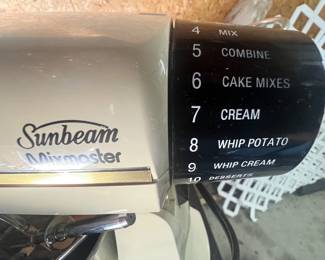 Sunbeam
Mixmaster
4 MIX
5 COMBINE
6 CAKE MIXES
7 CREAM
8 WHIP POTATO
9 WHIP CREAM
10 DESSERTS